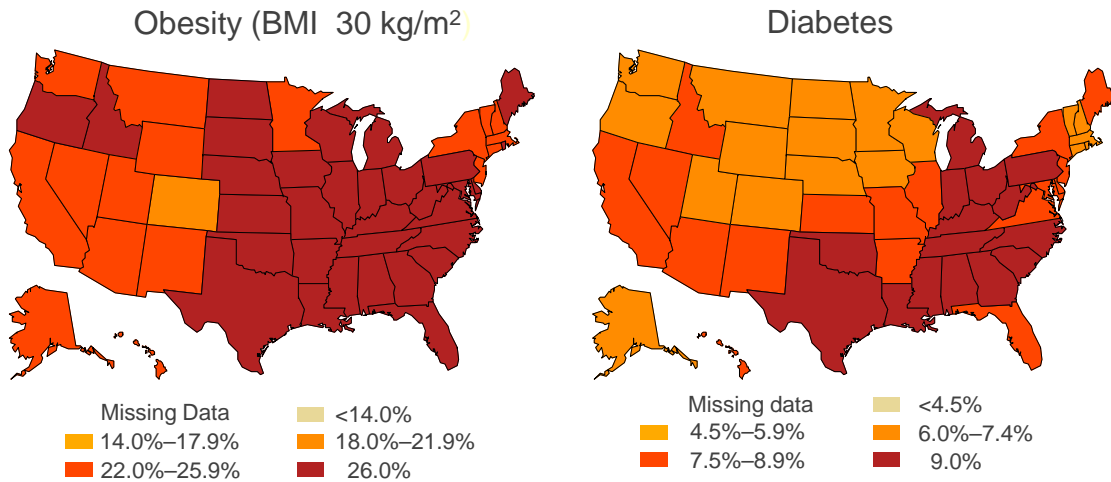 Obesity (BMI 30 kg/m²)
Diabetes
Missing Data
<14.0%
14.0%–17.9%
18.0%–21.9%
22.0%–25.9%
26.0%
Missing data
<4.5%
4.5%–5.9%
6.0%–7.4%
7.5%–8.9%
9.0%